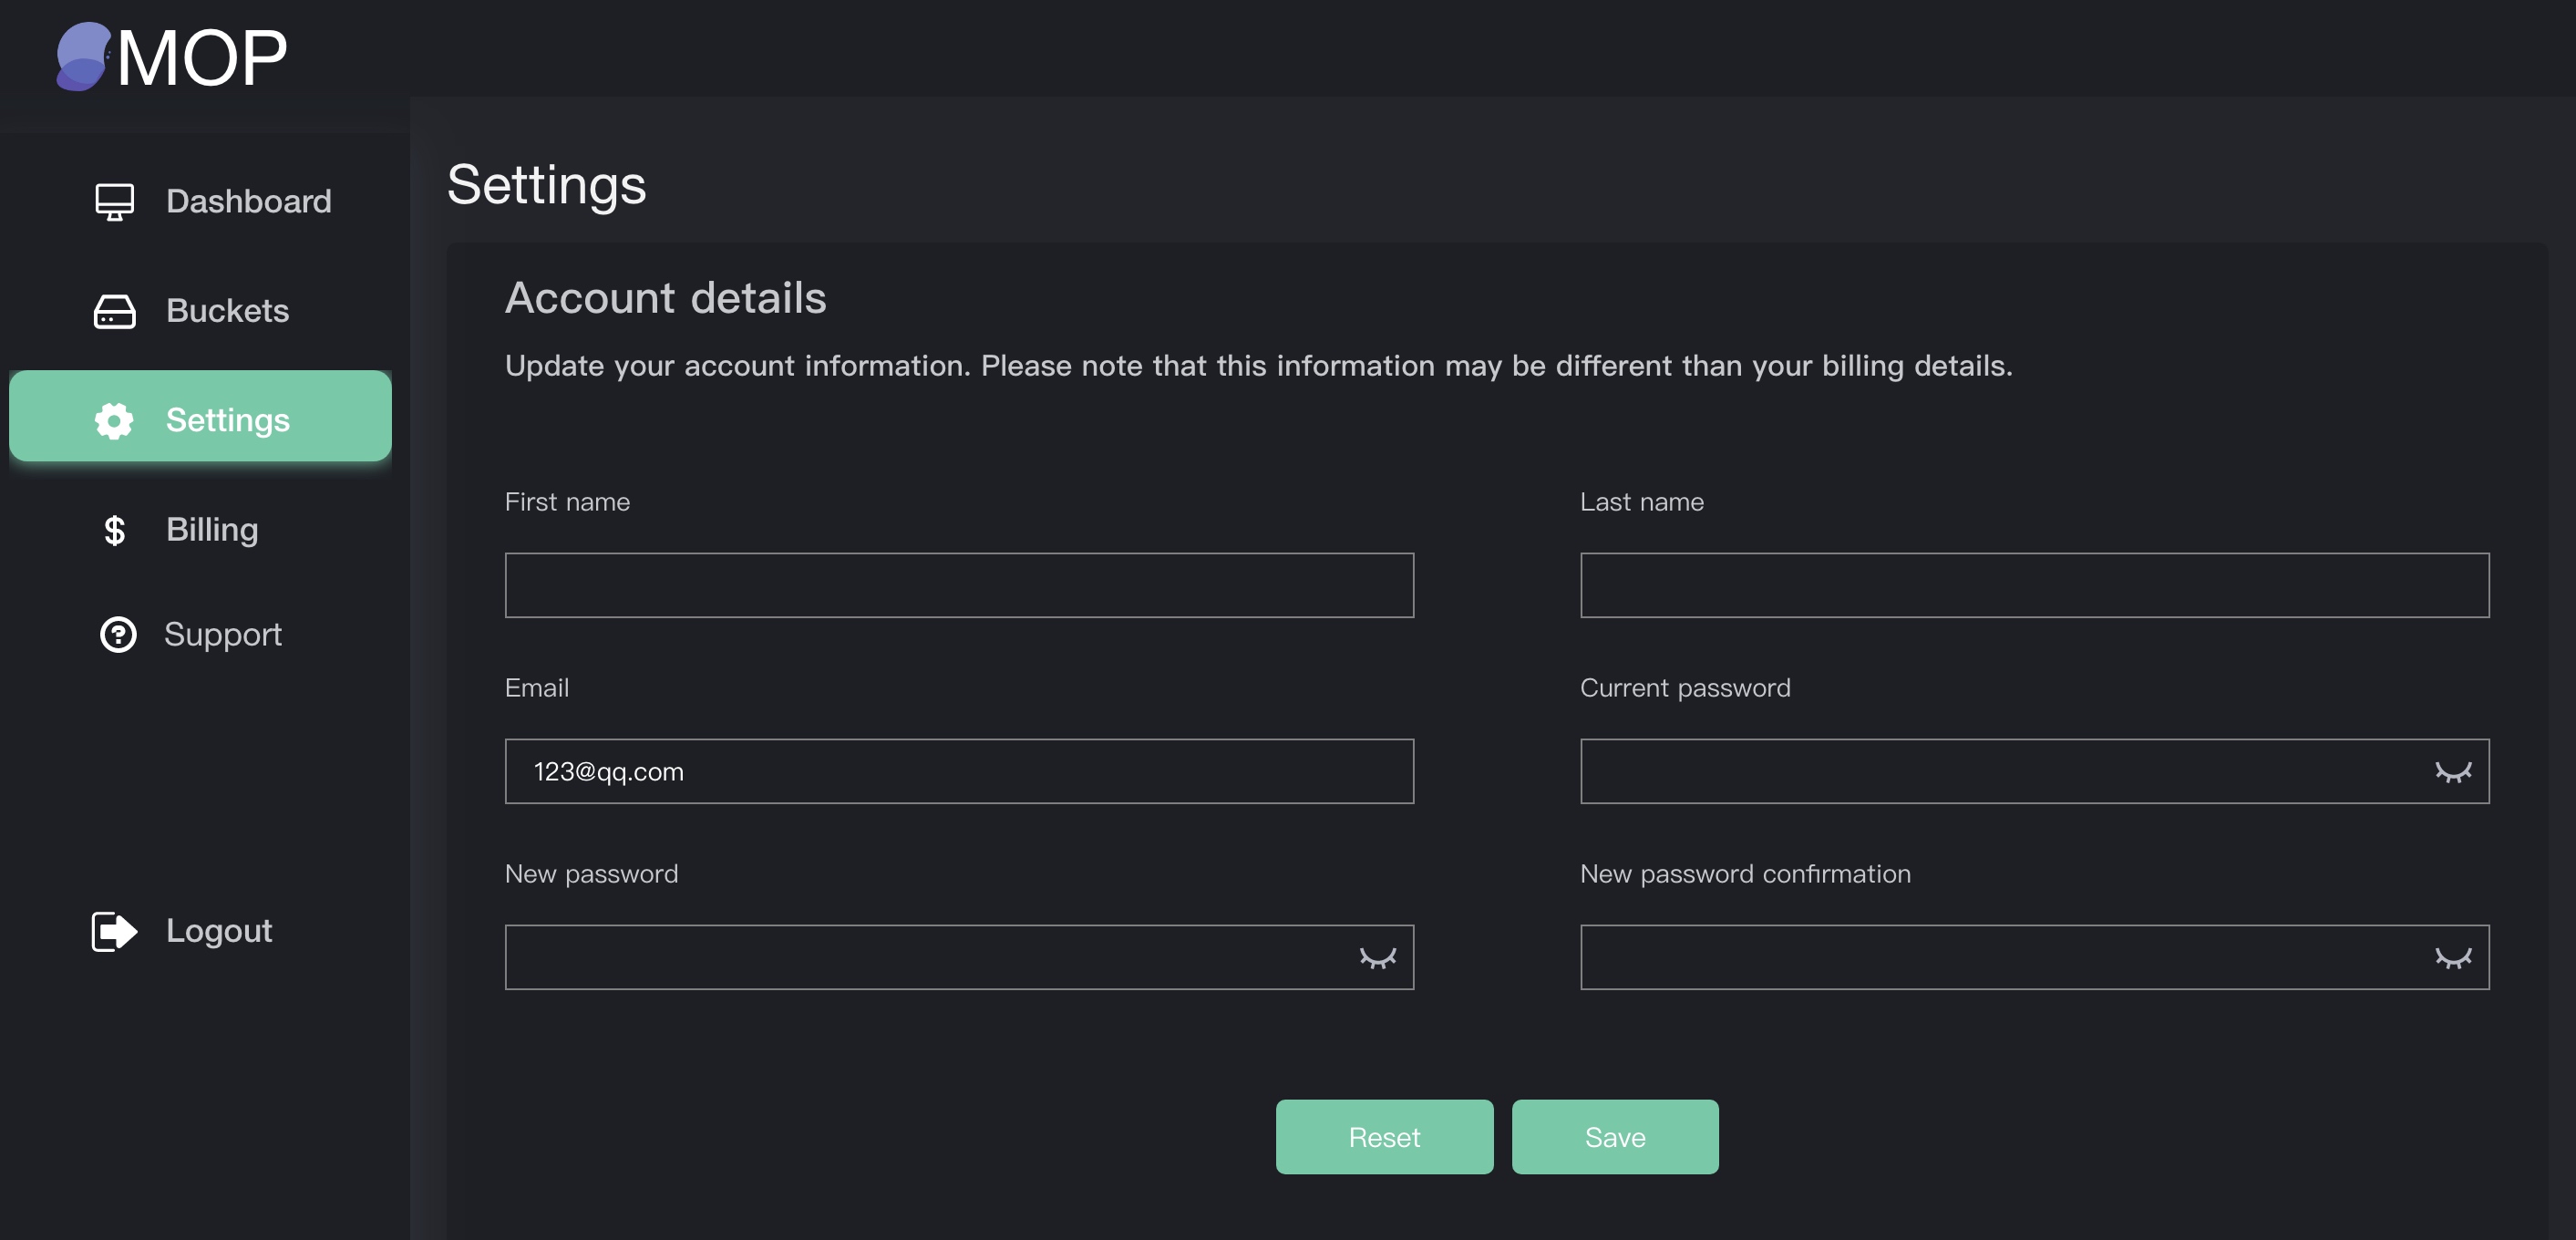 MOP
Dashboard
Buckets
Settings
Billing
Support
Logout
Settings
Account details
Update your account information. Please note that this information may be different than your billing details.
First name
Last name
Email
Current password
123@qq.com
New password
New password confirmation
Reset
Save